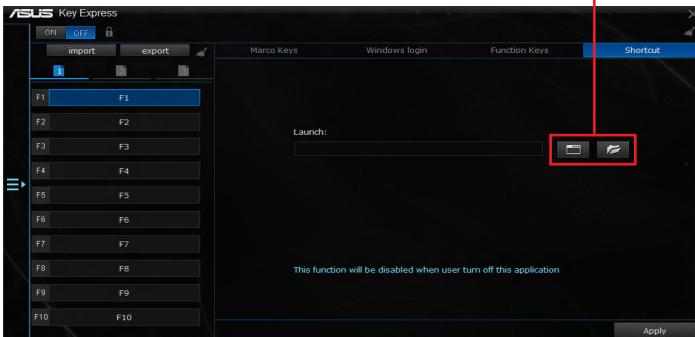 ASUS Key Express
ON OFF
import export
Marco Keys Windows login Function Keys Shortcut
1 2 3
F1 F1
F2 F2
F3 F3
F4 F4
F5 F5
F6 F6
F7 F7
F8 F8
F9 F9
F10 F10
Launch:
This function will be disabled when user turn off this application
Apply